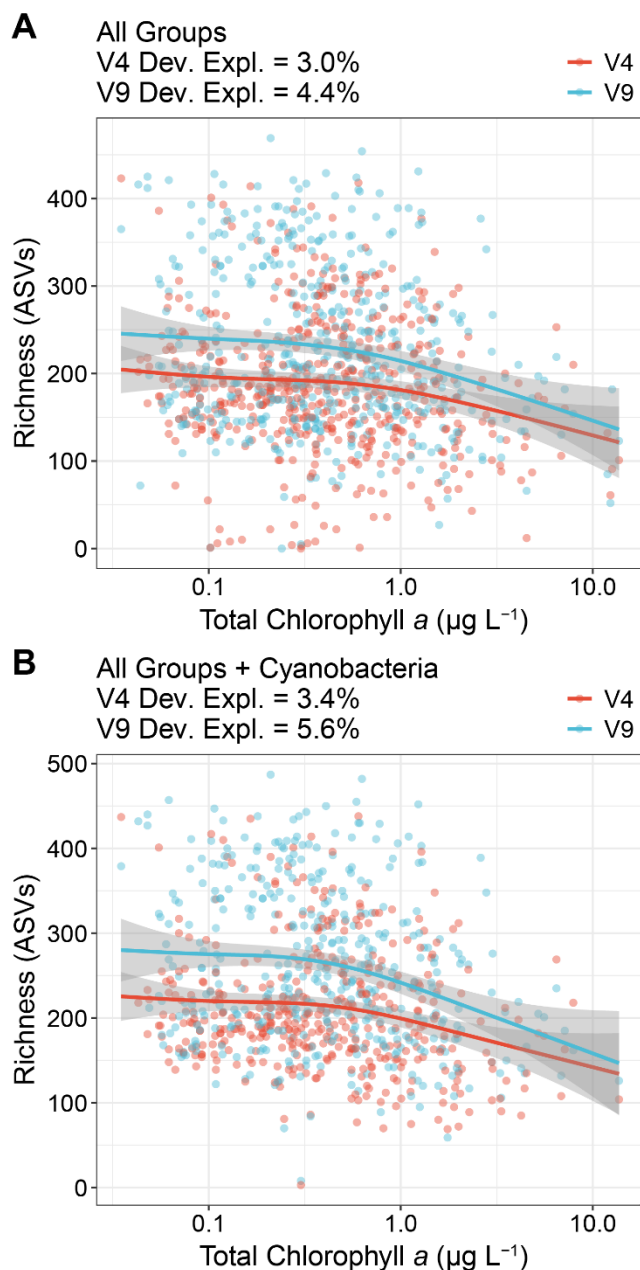 A
All Groups
V4 Dev. Expl. = 3.0%
V9 Dev. Expl. = 4.4%
V4
V9
Richness (ASVs)
400
300
200
100
0
0.1
1.0
10.0
Total Chlorophyll a (μg L⁻¹)
B
All Groups + Cyanobacteria
V4 Dev. Expl. = 3.4%
V9 Dev. Expl. = 5.6%
V4
V9
Richness (ASVs)
500
400
300
200
100
0
0.1
1.0
10.0
Total Chlorophyll a (μg L⁻¹)